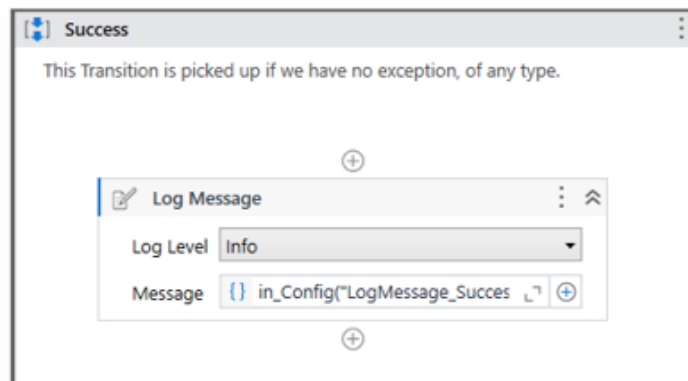 Success
This Transition is picked up if we have no exception, of any type.
Log Message
Log Level Info
Message {} in_Config("LogMessage_Succes